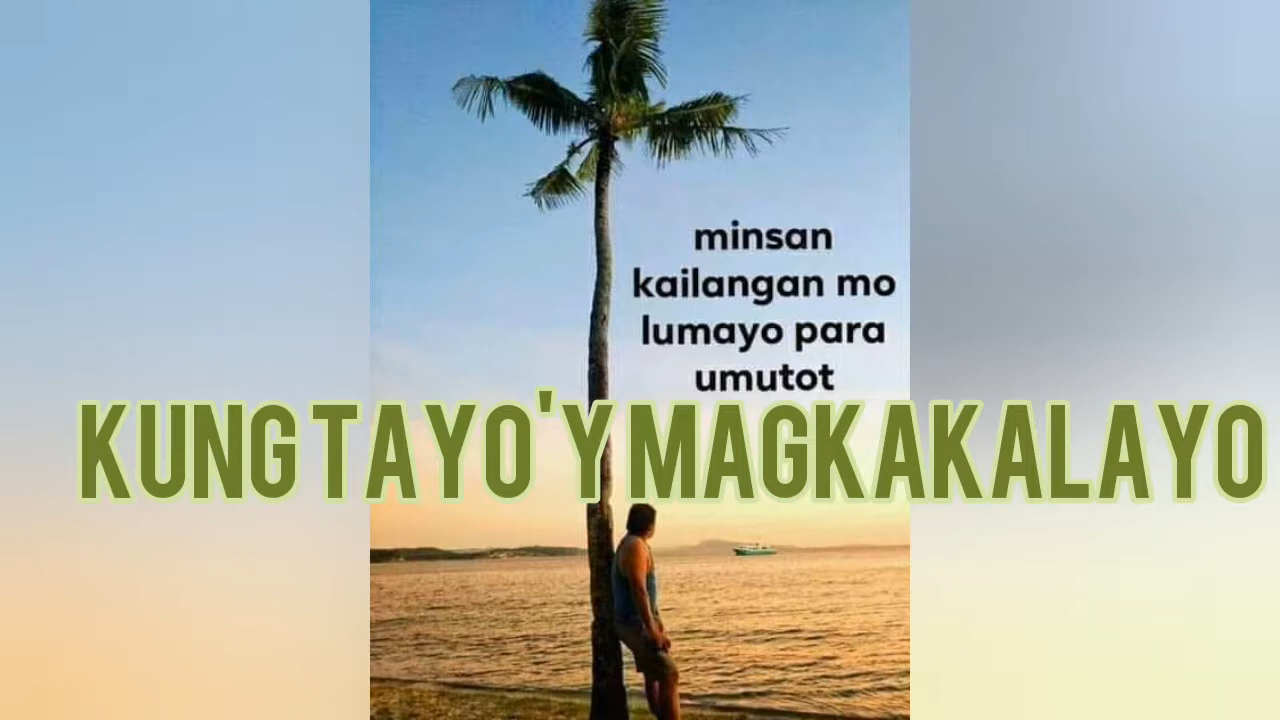 minsan
kailangan mo
lumayo para
umutot
KUNG TAYO'Y MAGKAKALAYO